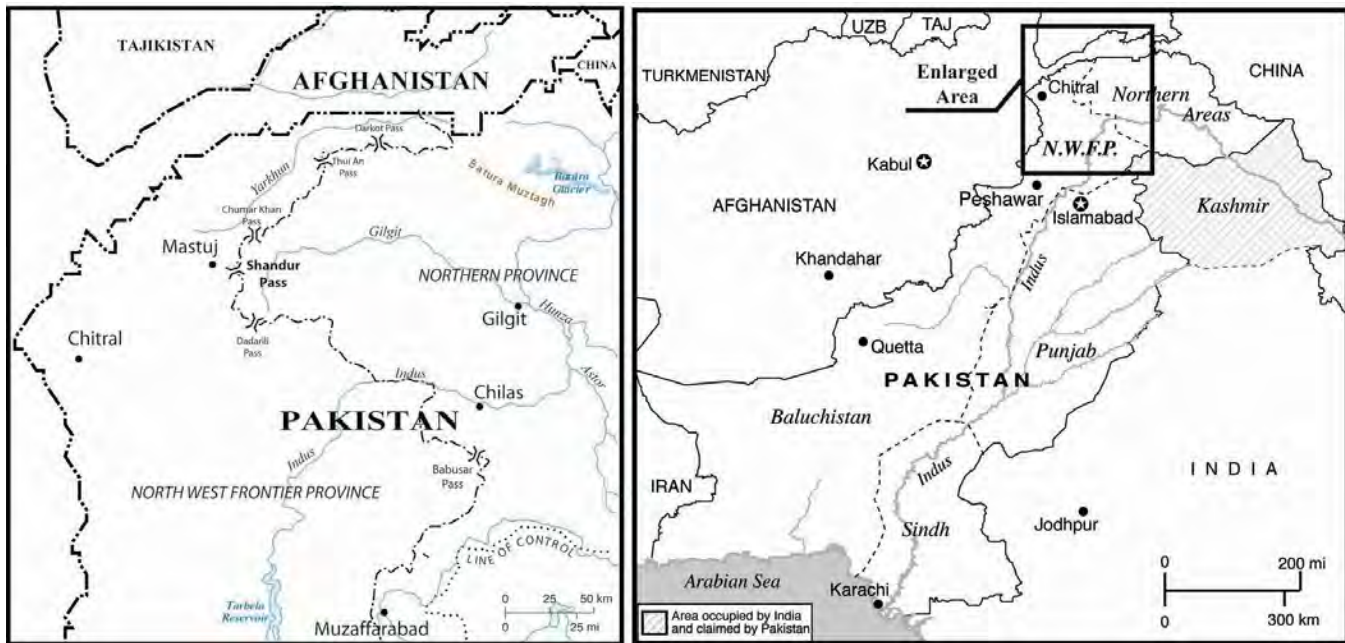 TAJIKISTAN
AFGHANISTAN
CHINA
Darkot Pass
Thui An
Pass
Yarkhun
Batura
Glacier
Batura Muztagh
Chumar Khan
Pass
Mastuj
Gilgit
Shandur
Pass
NORTHERN PROVINCE
Gilgit
Hunza
Dadarili
Pass
Chitral
Indus
Astor
Chilas
PAKISTAN
Indus
Babusar
Pass
NORTH WEST FRONTIER PROVINCE
LINE OF CONTROL
Tarbela
Reservoir
Muzaffarabad
0 25 50 km
0 25 mi
UZB
TAJ
TURKMENISTAN
Enlarged
Area
CHINA
Chitral
Northern
Areas
N.W.F.P.
Kabul
Peshawar
Islamabad
Kashmir
AFGHANISTAN
Khandahar
Indus
Quetta
Punjab
PAKISTAN
Baluchistan
Indus
INDIA
IRAN
Sindh
Jodhpur
Arabian Sea
Karachi
0 200 mi
0 300 km
Area occupied by India
and claimed by Pakistan